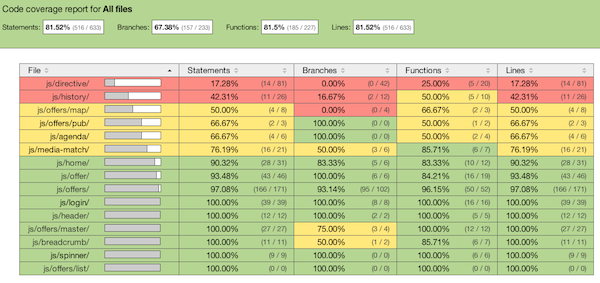 Code coverage report for All files
Statements: 81.52% (516 / 633) Branches: 67.38% (157 / 233) Functions: 81.5% (185 / 227) Lines: 81.52% (516 / 633)
File Statements Branches Functions Lines
js/directive/ 17.28% (14 / 81) 0.00% (0 / 42) 25.00% (5 / 20) 17.28% (14 / 81)
js/history/ 42.31% (11 / 26) 16.67% (2 / 12) 50.00% (5 / 10) 42.31% (11 / 26)
js/offers/map/ 50.00% (4 / 8) 0.00% (0 / 4) 66.67% (2 / 3) 50.00% (4 / 8)
js/offers/pub/ 66.67% (2 / 3) 100.00% (0 / 0) 50.00% (1 / 2) 66.67% (2 / 3)
js/agenda/ 66.67% (4 / 6) 100.00% (0 / 0) 50.00% (2 / 4) 66.67% (4 / 6)
js/media-match/ 76.19% (16 / 21) 50.00% (3 / 6) 85.71% (6 / 7) 76.19% (16 / 21)
js/home/ 90.32% (28 / 31) 83.33% (5 / 6) 83.33% (10 / 12) 90.32% (28 / 31)
js/offer/ 93.48% (43 / 46) 100.00% (6 / 6) 84.21% (16 / 19) 93.48% (43 / 46)
js/offers/ 97.08% (166 / 171) 93.14% (95 / 102) 96.15% (50 / 52) 97.08% (166 / 171)
js/login/ 100.00% (39 / 39) 100.00% (8 / 8) 100.00% (16 / 16) 100.00% (39 / 39)
js/header/ 100.00% (12 / 12) 100.00% (2 / 2) 100.00% (5 / 5) 100.00% (12 / 12)
js/offers/master/ 100.00% (27 / 27) 75.00% (3 / 4) 100.00% (12 / 12) 100.00% (27 / 27)
js/breadcrumb/ 100.00% (11 / 11) 50.00% (1 / 2) 85.71% (6 / 7) 100.00% (11 / 11)
js/spinner/ 100.00% (9 / 9) 100.00% (0 / 0) 100.00% (6 / 6) 100.00% (9 / 9)
js/offers/list/ 100.00% (0 / 0) 100.00% (0 / 0) 100.00% (0 / 0) 100.00% (0 / 0)